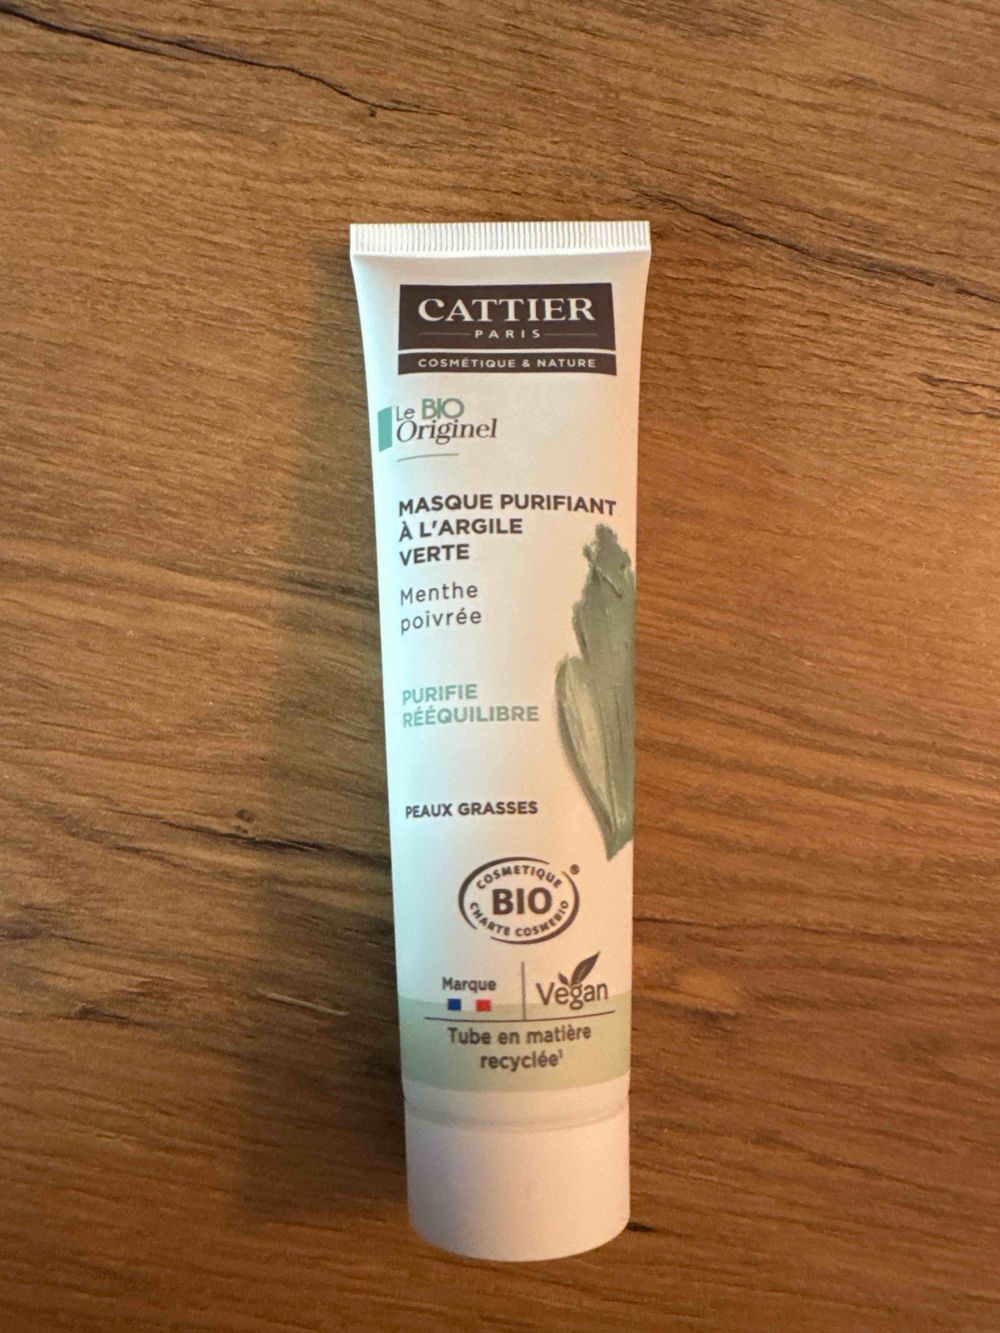 CATTIER
PARIS
COSMÉTIQUE & NATURE
Le BIO
Originel
MASQUE PURIFIANT
À L'ARGILE
VERTE
Menthe
poivrée
PURIFIE
RÉÉQUILIBRE
PEAUX GRASSES
COSMETIQUE ®
BIO
CHARTE COSMEBIO
Marque
Vegan
Tube en matière
recyclée¹